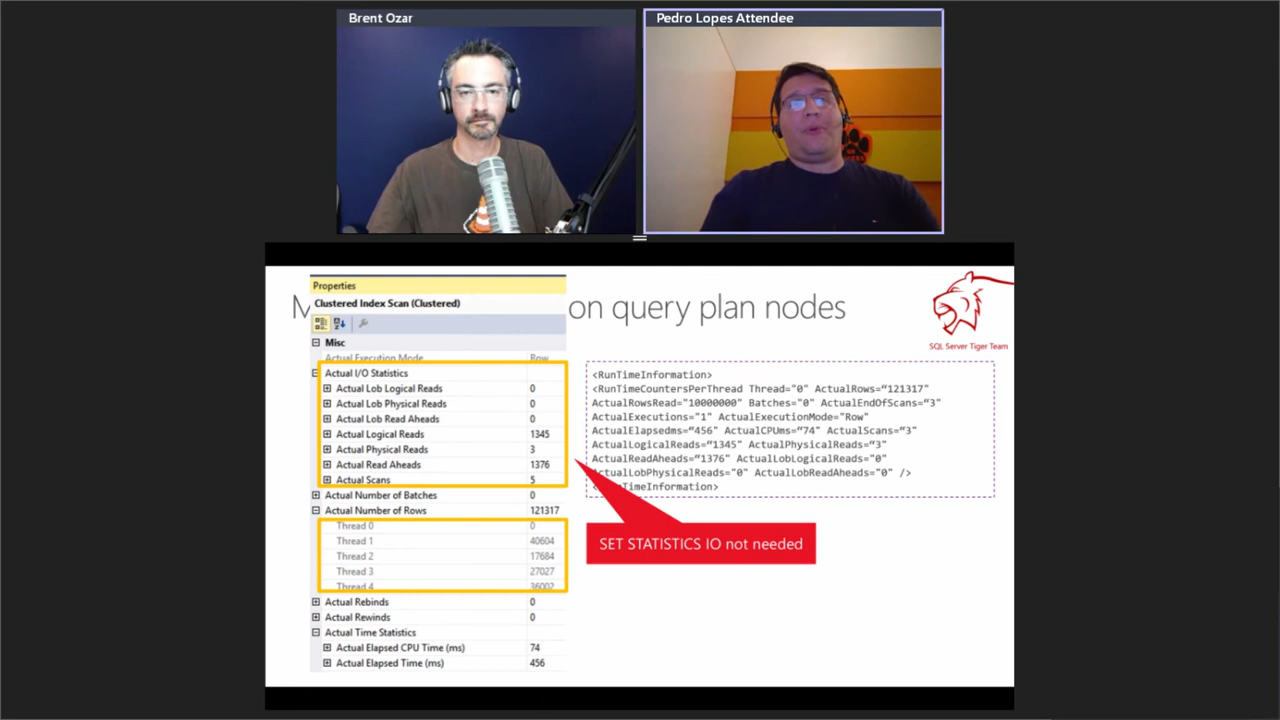 Brent Ozar
Pedro Lopes Attendee
on query plan nodes
SQL Server Tiger Team
Properties
Clustered Index Scan (Clustered)
Misc
Actual Execution Mode Row
Actual I/O Statistics
Actual Lob Logical Reads 0
Actual Lob Physical Reads 0
Actual Lob Read Aheads 0
Actual Logical Reads 1345
Actual Physical Reads 3
Actual Read Aheads 1376
Actual Scans 5
Actual Number of Batches 0
Actual Number of Rows 121317
Thread 0 0
Thread 1 40604
Thread 2 17684
Thread 3 27027
Thread 4 36002
Actual Rebinds 0
Actual Rewinds 0
Actual Time Statistics
Actual Elapsed CPU Time (ms) 74
Actual Elapsed Time (ms) 456
<RunTimeInformation>
<RunTimeCountersPerThread Thread="0" ActualRows=“121317"
ActualRowsRead="10000000" Batches="0" ActualEndOfScans=“3"
ActualExecutions="1" ActualExecutionMode="Row"
ActualElapsedms=“456" ActualCPUms=“74" ActualScans=“3"
ActualLogicalReads=“1345" ActualPhysicalReads=“3"
ActualReadAheads=“1376" ActualLobLogicalReads="0"
ActualLobPhysicalReads="0" ActualLobReadAheads="0" />
SET STATISTICS IO not needed